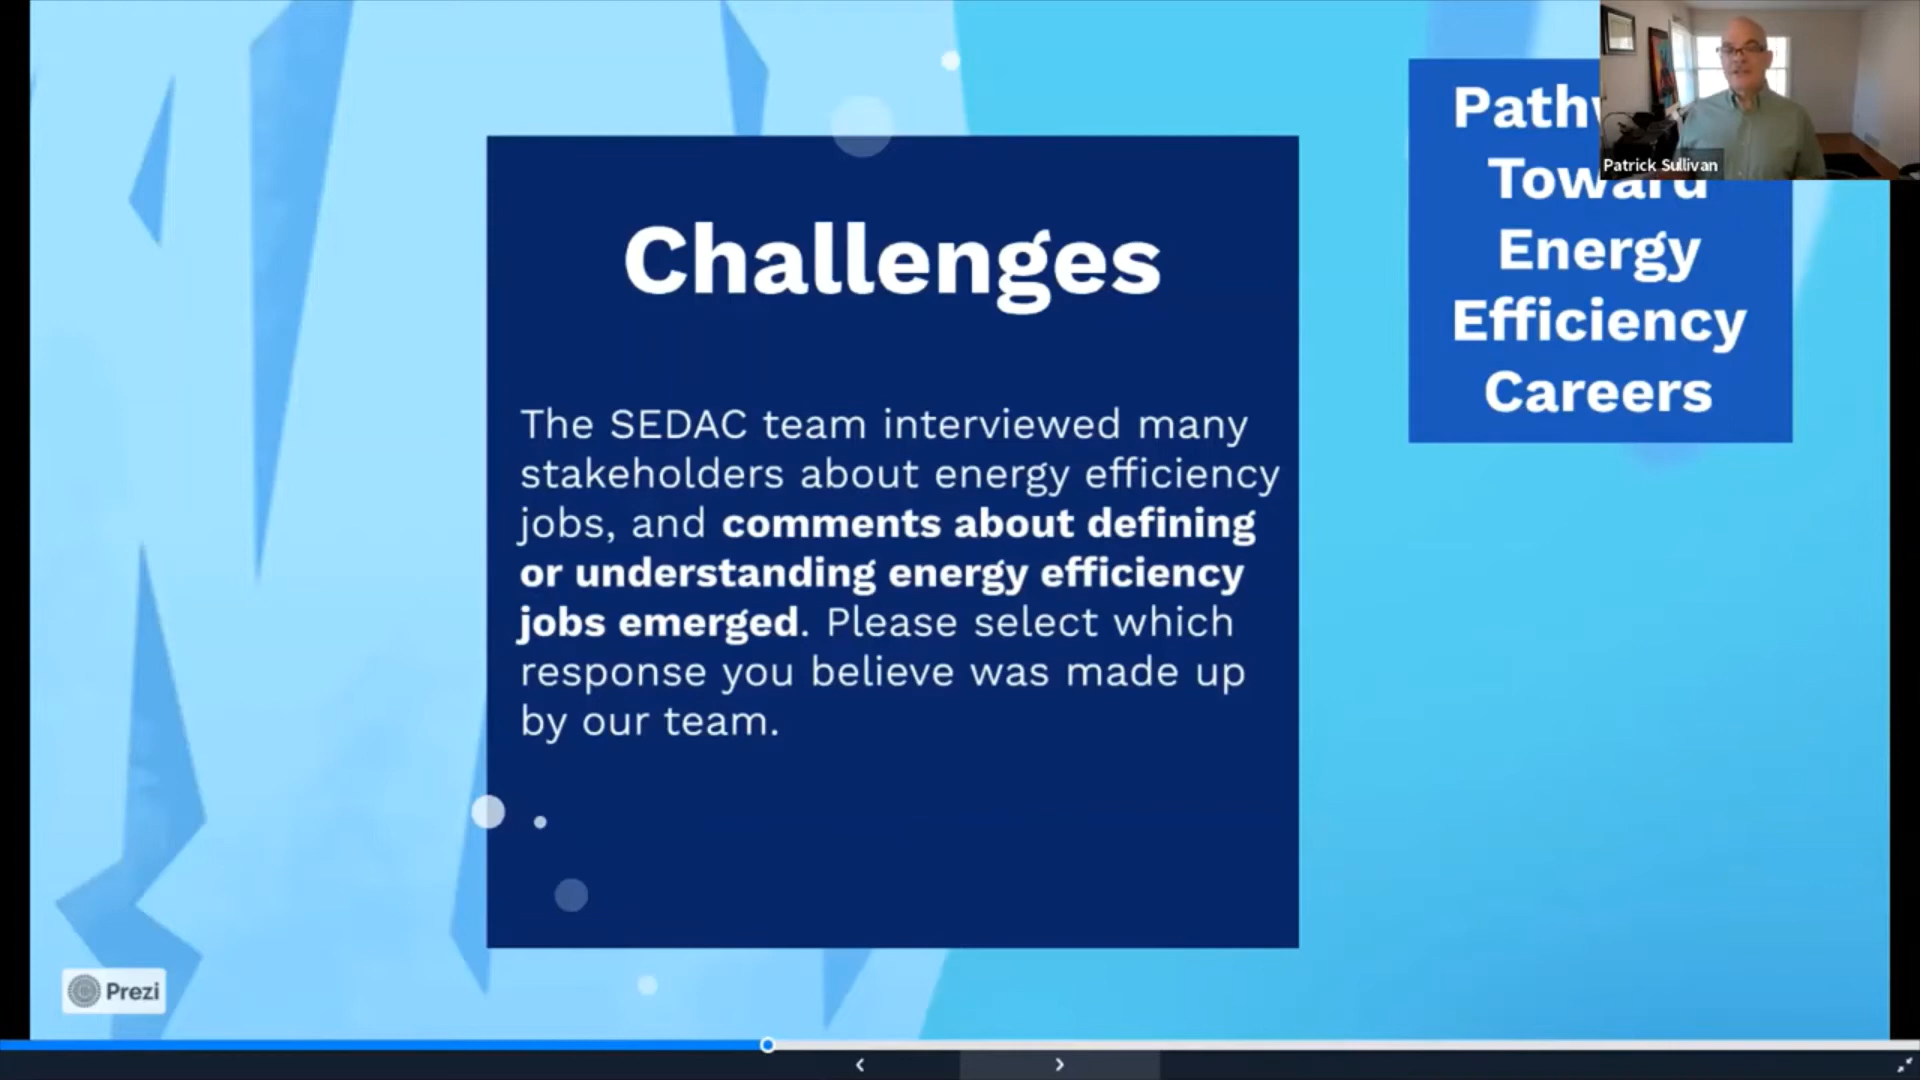 Challenges
The SEDAC team interviewed many
stakeholders about energy efficiency
jobs, and comments about defining
or understanding energy efficiency
jobs emerged. Please select which
response you believe was made up
by our team.
Toward
Energy
Efficiency
Careers
Patrick Sullivan
Prezi